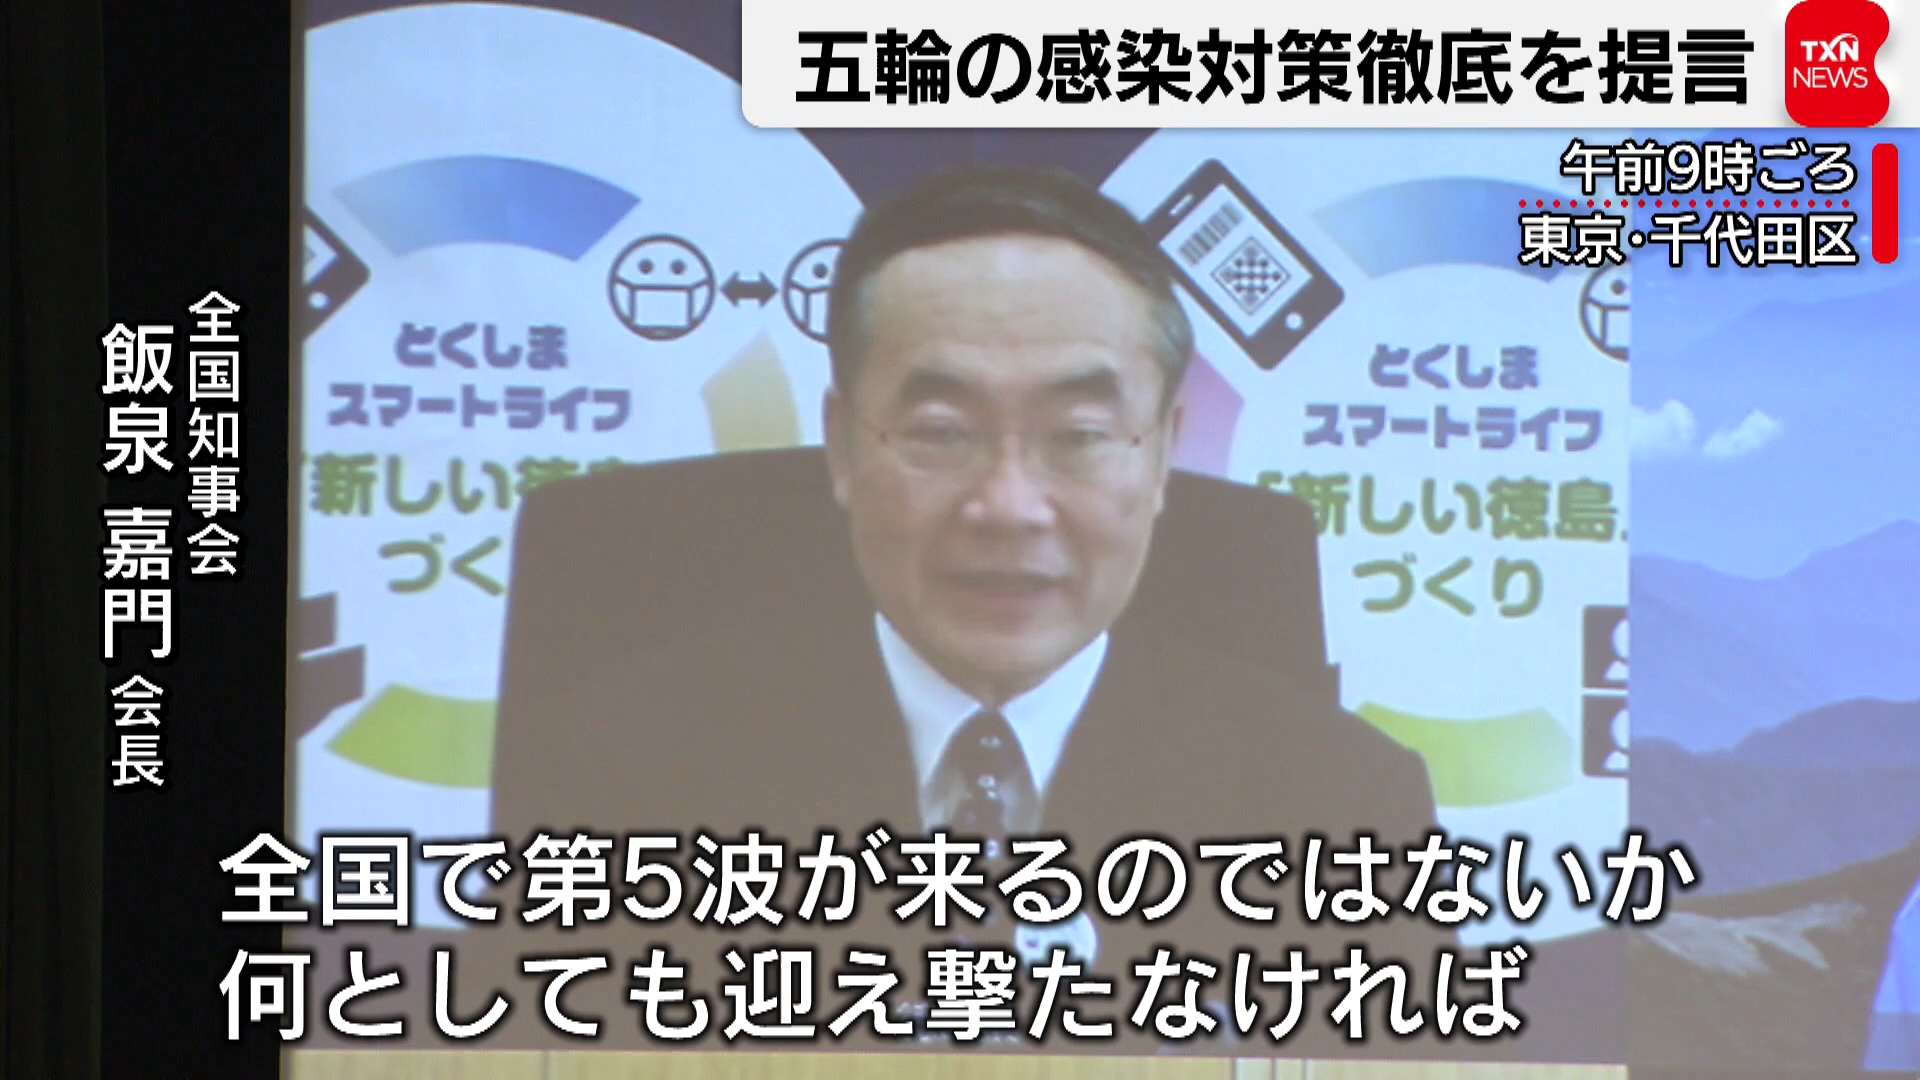 五輪の感染対策徹底を提言
TXN
NEWS
午前9時ごろ
東京・千代田区
全国知事会
飯泉 嘉門 会長
とくしま
スマートライフ
「新しい徳島
づく
とくしま
スマートライフ
「新しい徳島」
づくり
全国で第5波が来るのではないか
何としても迎え撃たなければ